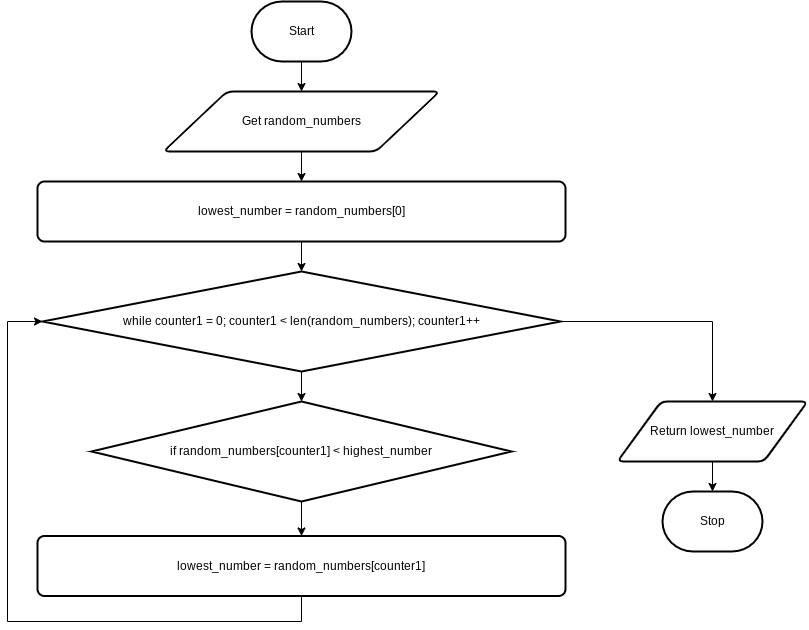 Start
Get random_numbers
lowest_number = random_numbers[0]
while counter1 = 0; counter1 < len(random_numbers); counter1++
if random_numbers[counter1] < highest_number
lowest_number = random_numbers[counter1]
Return lowest_number
Stop